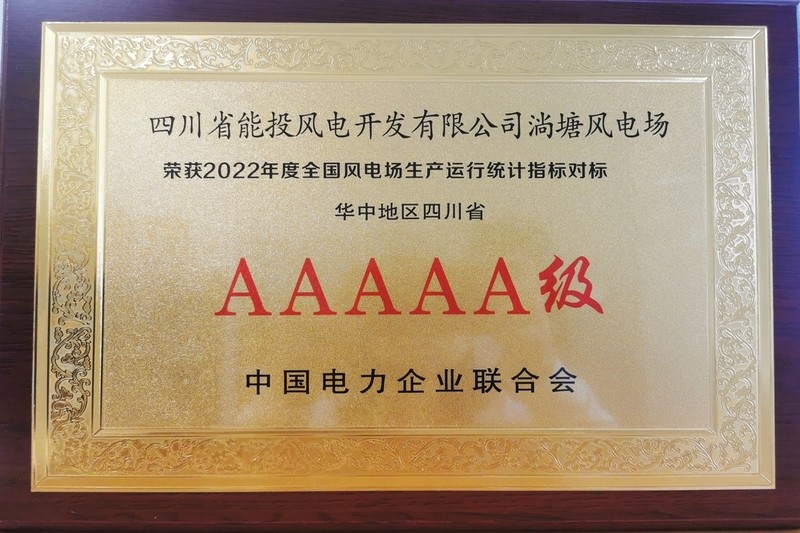 四川省能投风电开发有限公司淌塘风电场
荣获2022年度全国风电场生产运行统计指标对标
华中地区四川省
AAAAA级
中国电力企业联合会